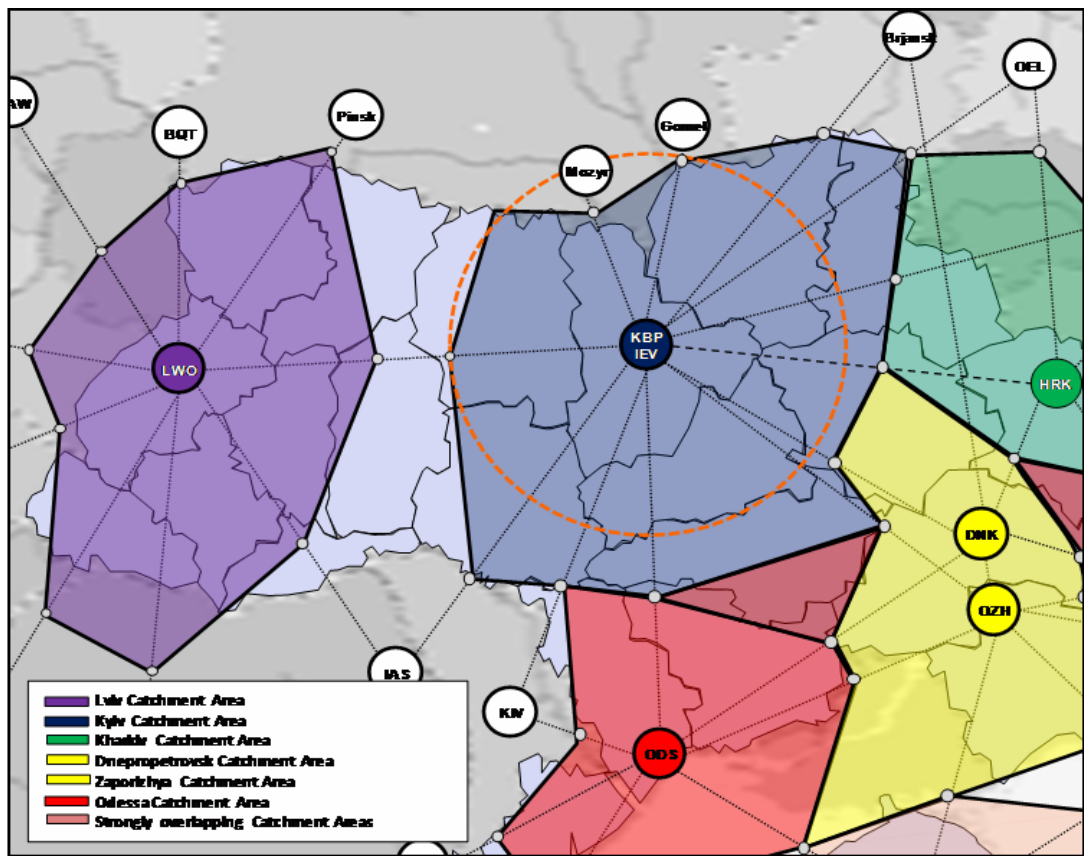 Brjansk
OEL
AW
BQT
Pinsk
Gomel
Mozyr
KBP
IEV
LWO
HRK
DNK
OZH
IAS
KIV
ODS
Lviv Catchment Area
Kyiv Catchment Area
Kharkiv Catchment Area
Dnepropetrovsk Catchment Area
Zaporizhya Catchment Area
Odessa Catchment Area
Strongly overlapping Catchment Areas